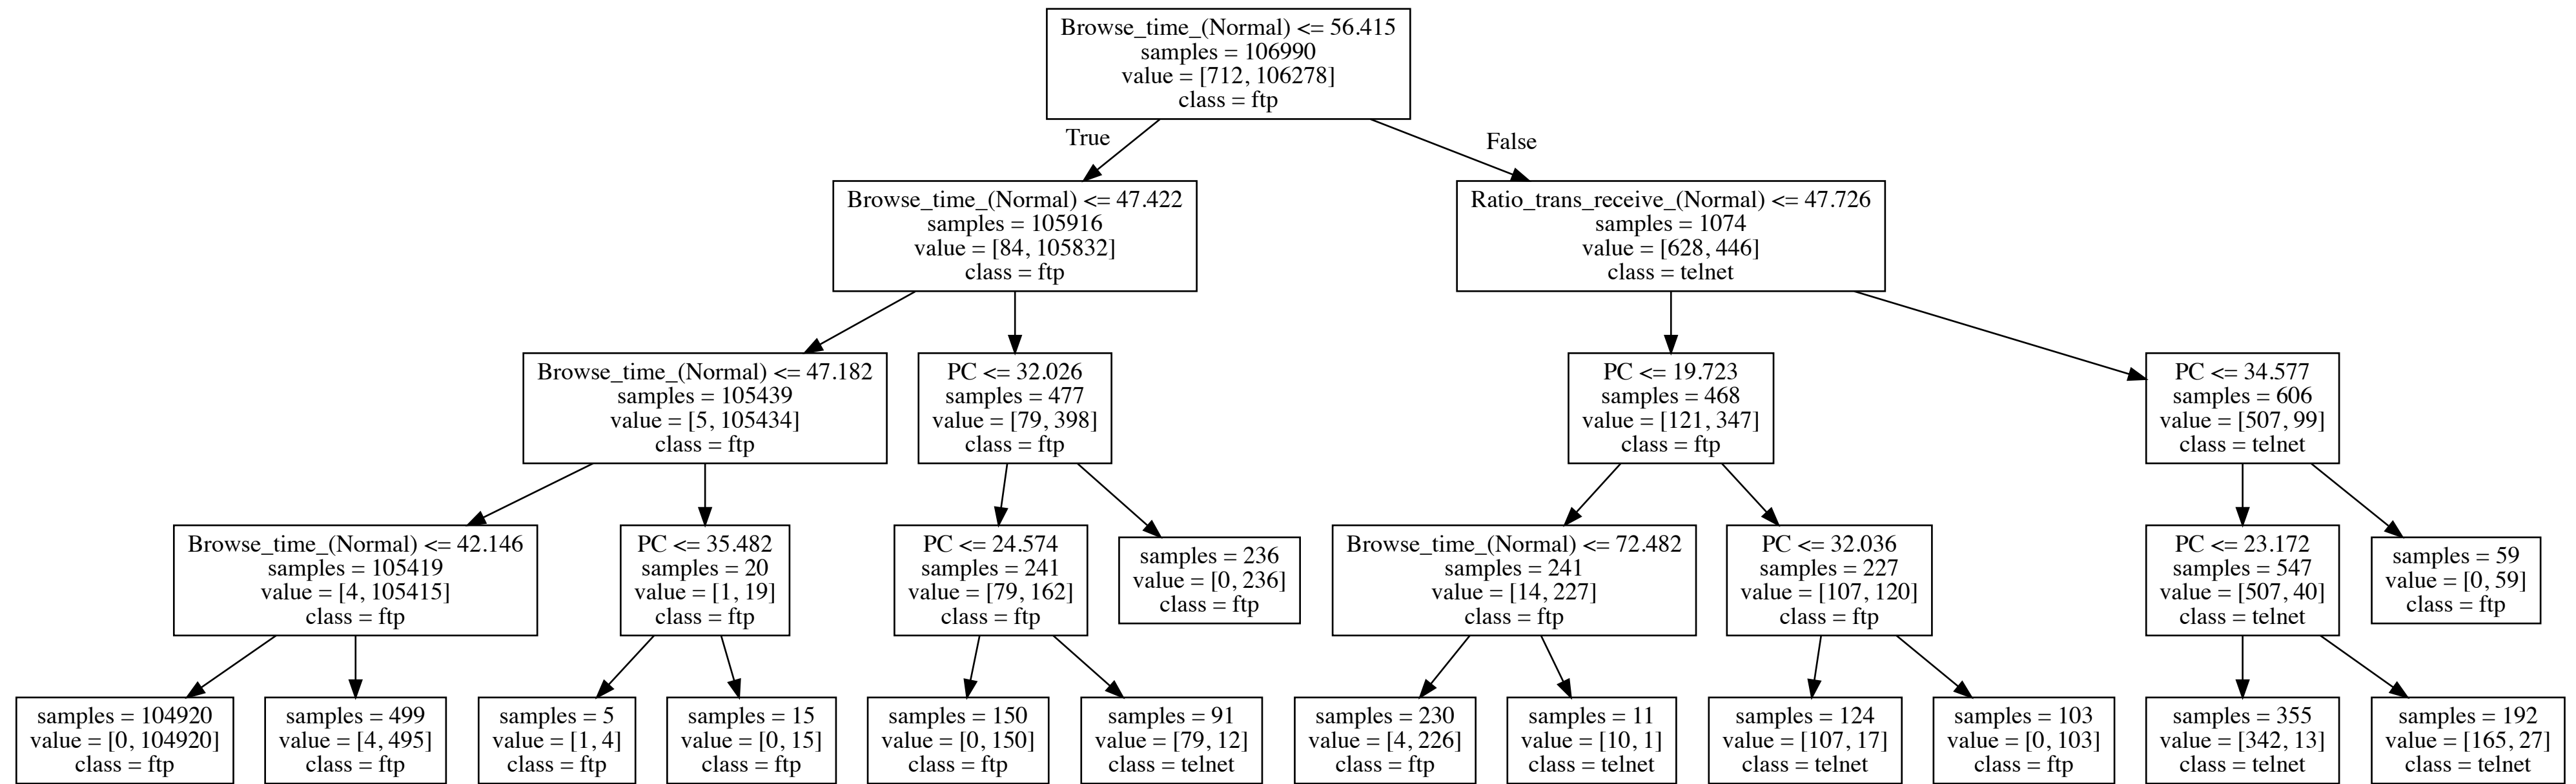 Browse_time_(Normal) <= 56.415
samples = 106990
value = [712, 106278]
class = ftp
True
False
Browse_time_(Normal) <= 47.422
samples = 105916
value = [84, 105832]
class = ftp
Ratio_trans_receive_(Normal) <= 47.726
samples = 1074
value = [628, 446]
class = telnet
Browse_time_(Normal) <= 47.182
samples = 105439
value = [5, 105434]
class = ftp
PC <= 32.026
samples = 477
value = [79, 398]
class = ftp
PC <= 19.723
samples = 468
value = [121, 347]
class = ftp
PC <= 34.577
samples = 606
value = [507, 99]
class = telnet
Browse_time_(Normal) <= 42.146
samples = 105419
value = [4, 105415]
class = ftp
PC <= 35.482
samples = 20
value = [1, 19]
class = ftp
PC <= 24.574
samples = 241
value = [79, 162]
class = ftp
samples = 236
value = [0, 236]
class = ftp
Browse_time_(Normal) <= 72.482
samples = 241
value = [14, 227]
class = ftp
PC <= 32.036
samples = 227
value = [107, 120]
class = ftp
PC <= 23.172
samples = 547
value = [507, 40]
class = telnet
samples = 59
value = [0, 59]
class = ftp
samples = 104920
value = [0, 104920]
class = ftp
samples = 499
value = [4, 495]
class = ftp
samples = 5
value = [1, 4]
class = ftp
samples = 15
value = [0, 15]
class = ftp
samples = 150
value = [0, 150]
class = ftp
samples = 91
value = [79, 12]
class = telnet
samples = 230
value = [4, 226]
class = ftp
samples = 11
value = [10, 1]
class = telnet
samples = 124
value = [107, 17]
class = telnet
samples = 103
value = [0, 103]
class = ftp
samples = 355
value = [342, 13]
class = telnet
samples = 192
value = [165, 27]
class = telnet